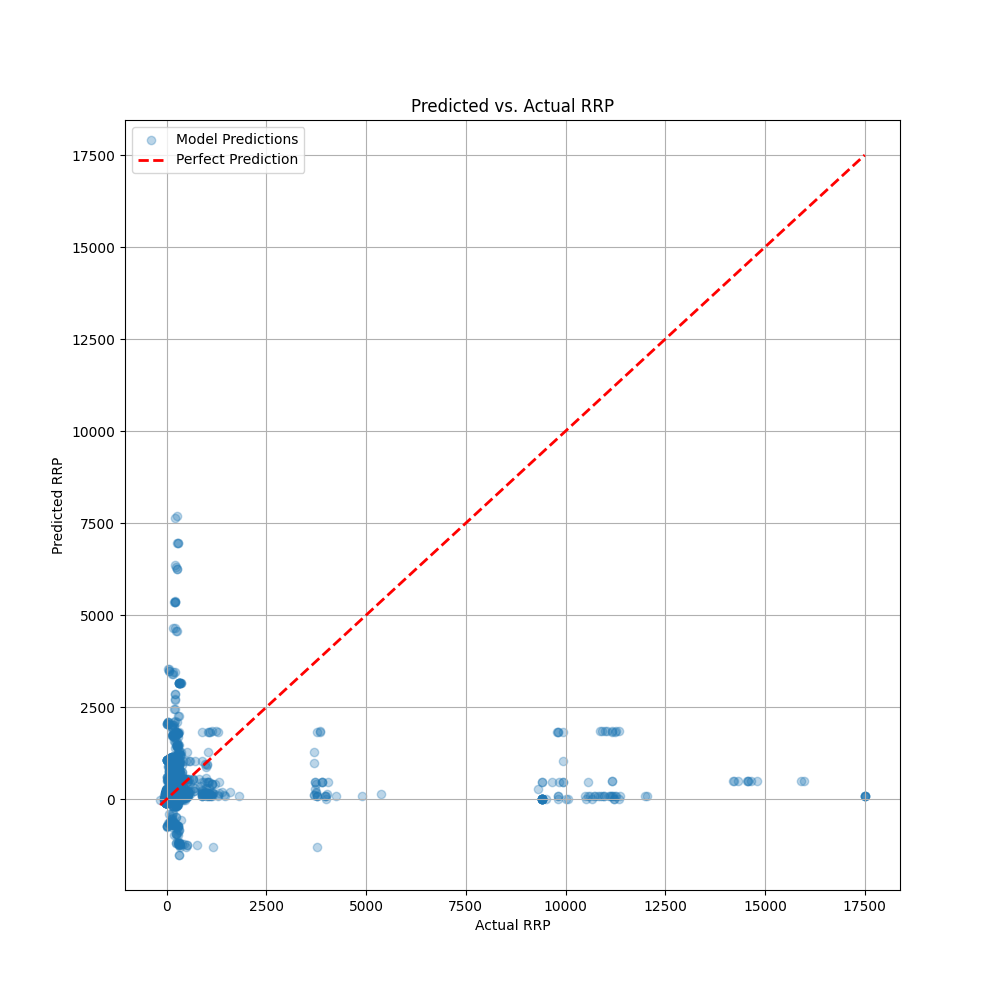 Predicted vs. Actual RRP
Model Predictions
Perfect Prediction
17500
15000
12500
10000
7500
5000
2500
0
Predicted RRP
0 2500 5000 7500 10000 12500 15000 17500
Actual RRP